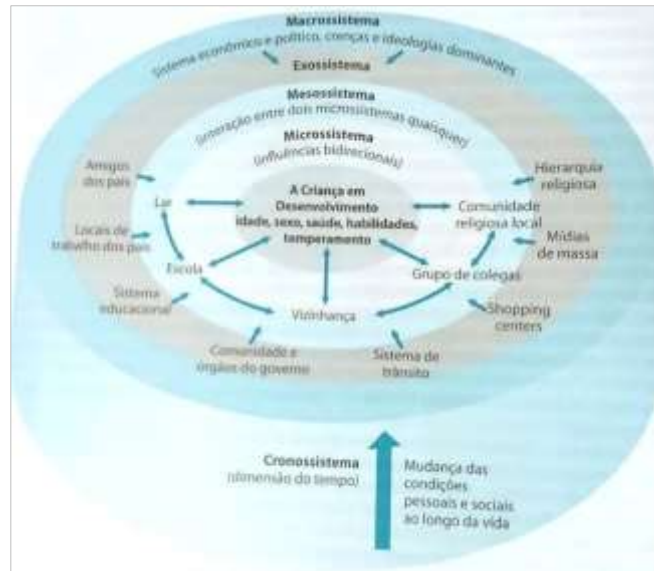 Macrossistema
Sistema econômico e político, crenças e ideologias dominantes
Exossistema
Mesossistema
(interação entre dois microssistemas quaisquer)
Microssistema
(influências bidirecionais)
A Criança em
Desenvolvimento
idade, sexo, saúde, habilidades,
temperamento
Amigos
dos pais
Lar
Locais de
trabalho dos pais
Escola
Sistema
educacional
Comunidade e
órgãos do governo
Vizinhança
Sistema de
trânsito
Grupo de colegas
Shopping
centers
Mídias
de massa
Comunidade
religiosa local
Hierarquia
religiosa
Cronossistema
(dimensão do tempo)
Mudança das
condições
pessoais e sociais
ao longo da vida